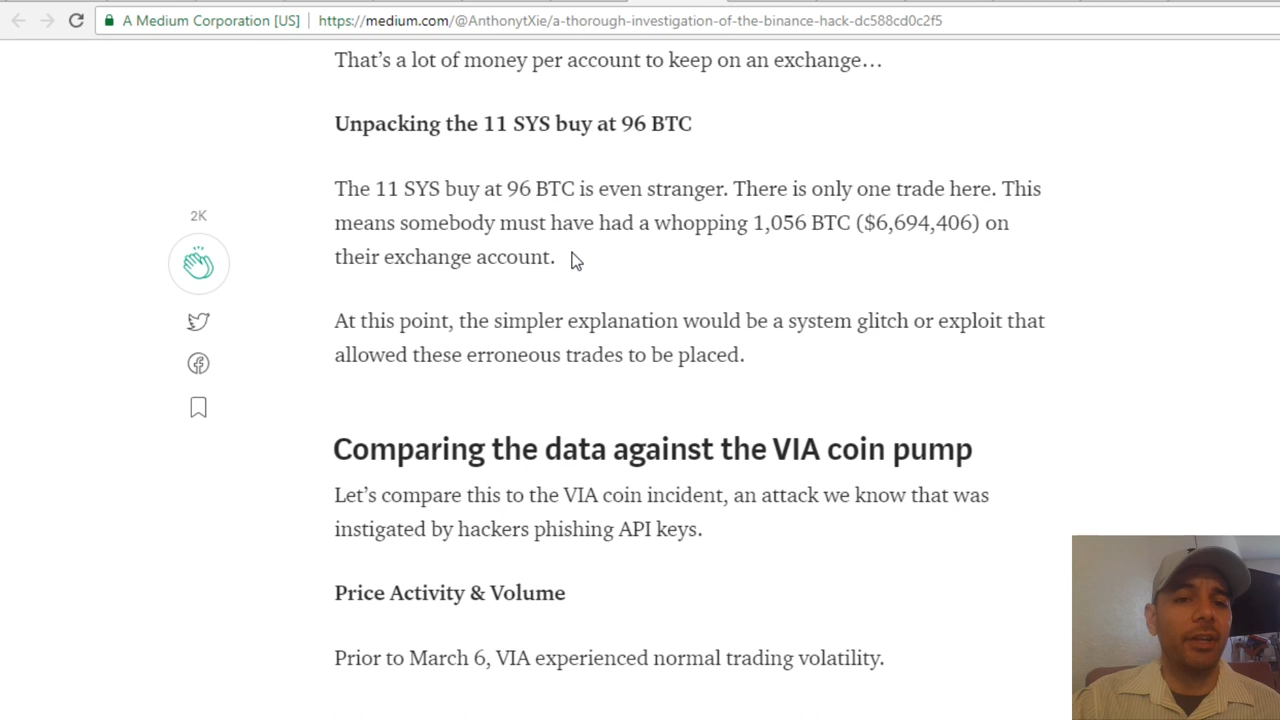 A Medium Corporation [US]
https://medium.com/@AnthonytXie/a-thorough-investigation-of-the-binance-hack-dc588cd0c2f5
That’s a lot of money per account to keep on an exchange…
Unpacking the 11 SYS buy at 96 BTC
The 11 SYS buy at 96 BTC is even stranger. There is only one trade here. This
means somebody must have had a whopping 1,056 BTC ($6,694,406) on
their exchange account.
2K
At this point, the simpler explanation would be a system glitch or exploit that
allowed these erroneous trades to be placed.
Comparing the data against the VIA coin pump
Let’s compare this to the VIA coin incident, an attack we know that was
instigated by hackers phishing API keys.
Price Activity & Volume
Prior to March 6, VIA experienced normal trading volatility.